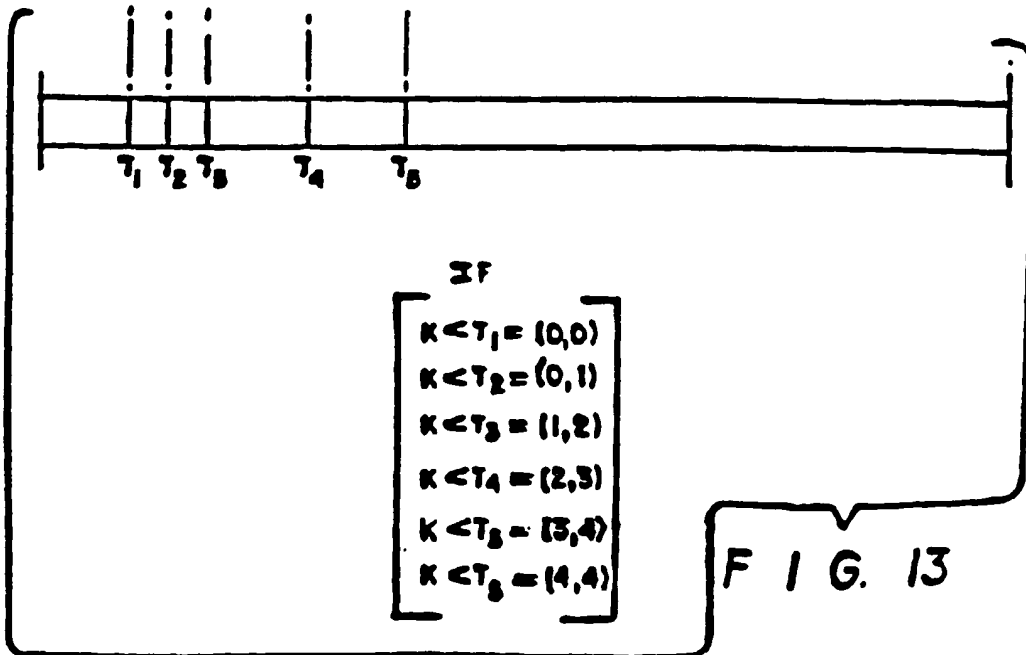 T1 T2 T3 T4 T5
IF
K<T1=(0,0)
K<T2=(0,1)
K<T3=(1,2)
K<T4=(2,3)
K<T5=(3,4)
K<T5=(4,4)
FIG. 13